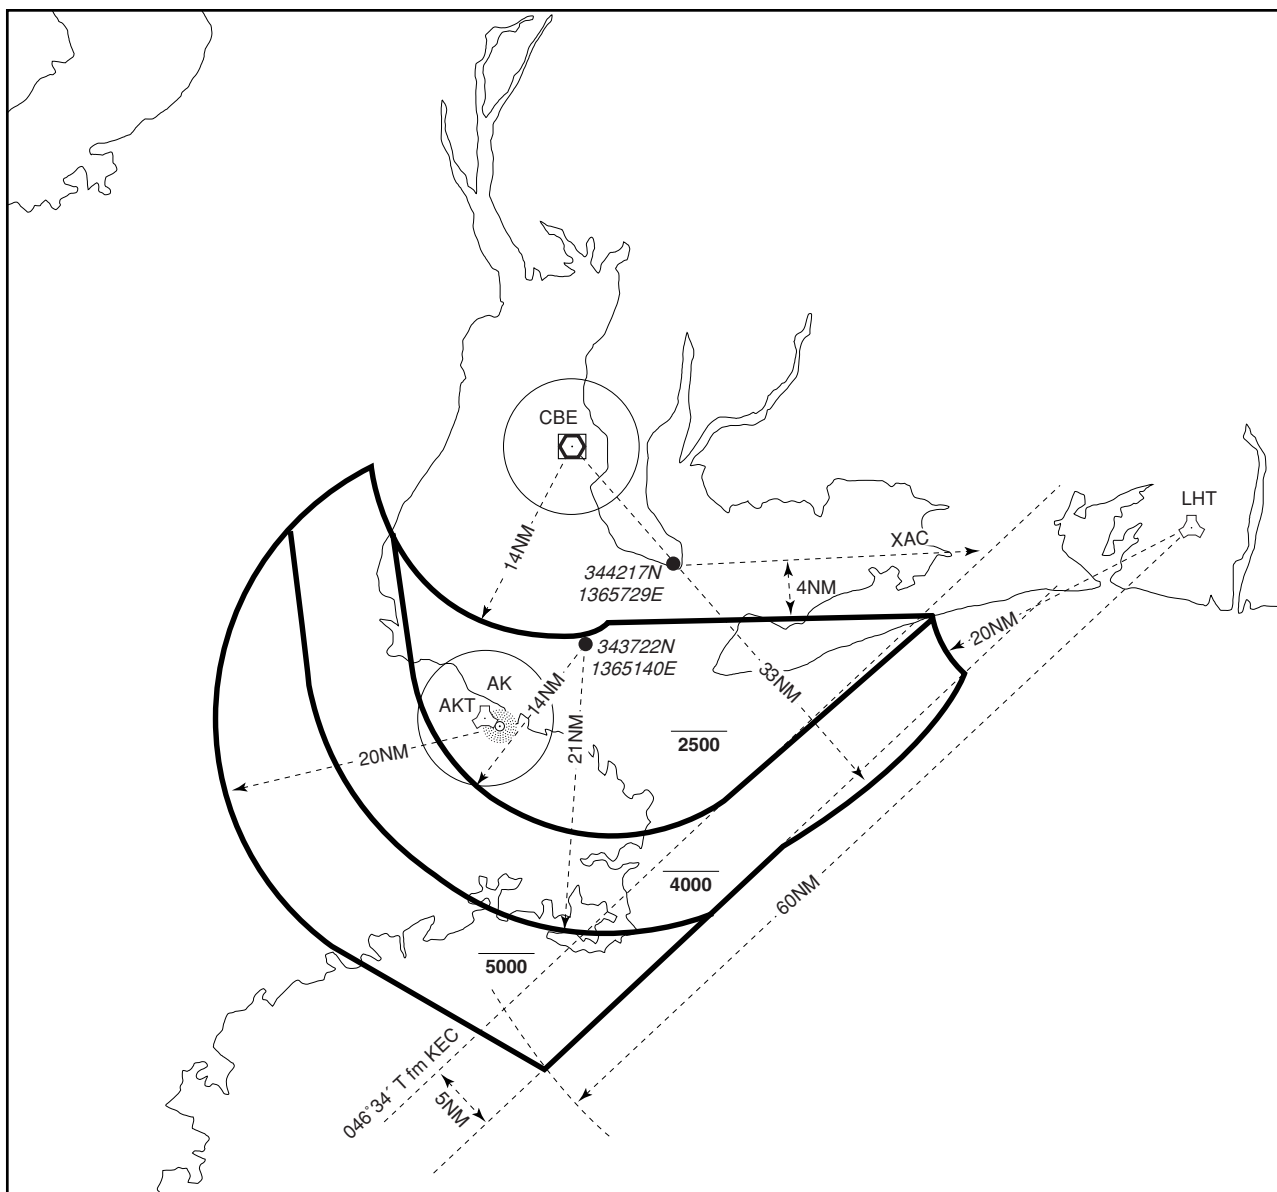 CBE
LHT
14NM
XAC
344217N
1365729E
4NM
20NM
343722N
1365140E
33NM
AK
AKT
14NM
21NM
20NM
2500
4000
60NM
5000
046°34´ T fm KEC
5NM